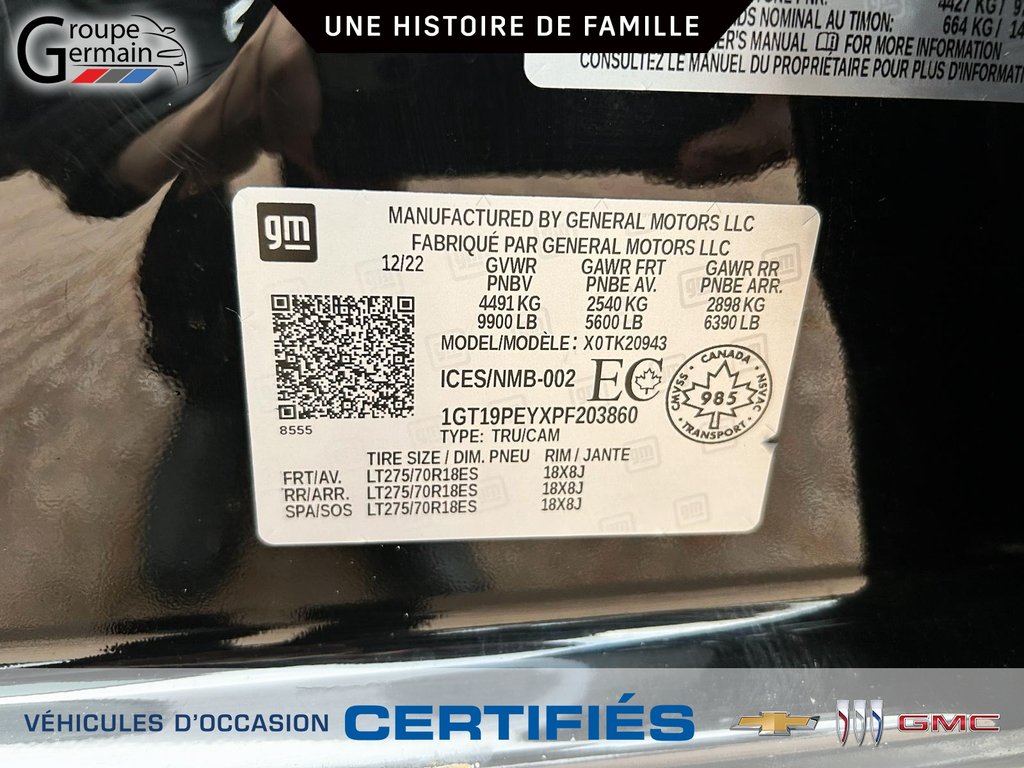 Groupe
Germain
UNE HISTOIRE DE FAMILLE
4427 KG /
NOMINAL AU TIMON: 664 KG /
MANUAL FOR MORE INFORMATION
CONSULTEZ LE MANUEL DU PROPRIÉTAIRE POUR PLUS
gm
MANUFACTURED BY GENERAL MOTORS LLC
FABRIQUÉ PAR GENERAL MOTORS LLC
12/22 GVWR GAWR FRT GAWR RR
PNBV PNBE AV. PNBE ARR.
4491 KG 2540 KG 2898 KG
9900 LB 5600 LB 6390 LB
MODEL/MODÈLE: X0TK20943
ICES/NMB-002 EC
CANADA
CMVSS 985 NSVAC
TRANSPORT
1GT19PEYXPF203860
8555
TYPE: TRU/CAM
TIRE SIZE / DIM. PNEU RIM / JANTE
FRT/AV. LT275/70R18ES 18X8J
RR/ARR. LT275/70R18ES 18X8J
SPA/SOS LT275/70R18ES 18X8J
VÉHICULES D'OCCASION CERTIFIÉS GMC